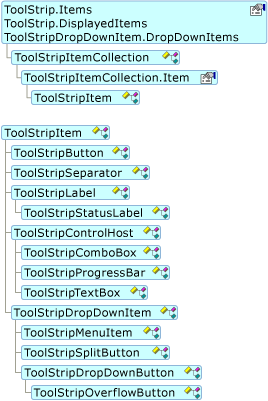 ToolStrip.Items
ToolStrip.DisplayedItems
ToolStripDropDownItem.DropDownItems
ToolStripItemCollection
ToolStripItemCollection.Item
ToolStripItem
ToolStripItem
ToolStripButton
ToolStripSeparator
ToolStripLabel
ToolStripStatusLabel
ToolStripControlHost
ToolStripComboBox
ToolStripProgressBar
ToolStripTextBox
ToolStripDropDownItem
ToolStripMenuItem
ToolStripSplitButton
ToolStripDropDownButton
ToolStripOverflowButton